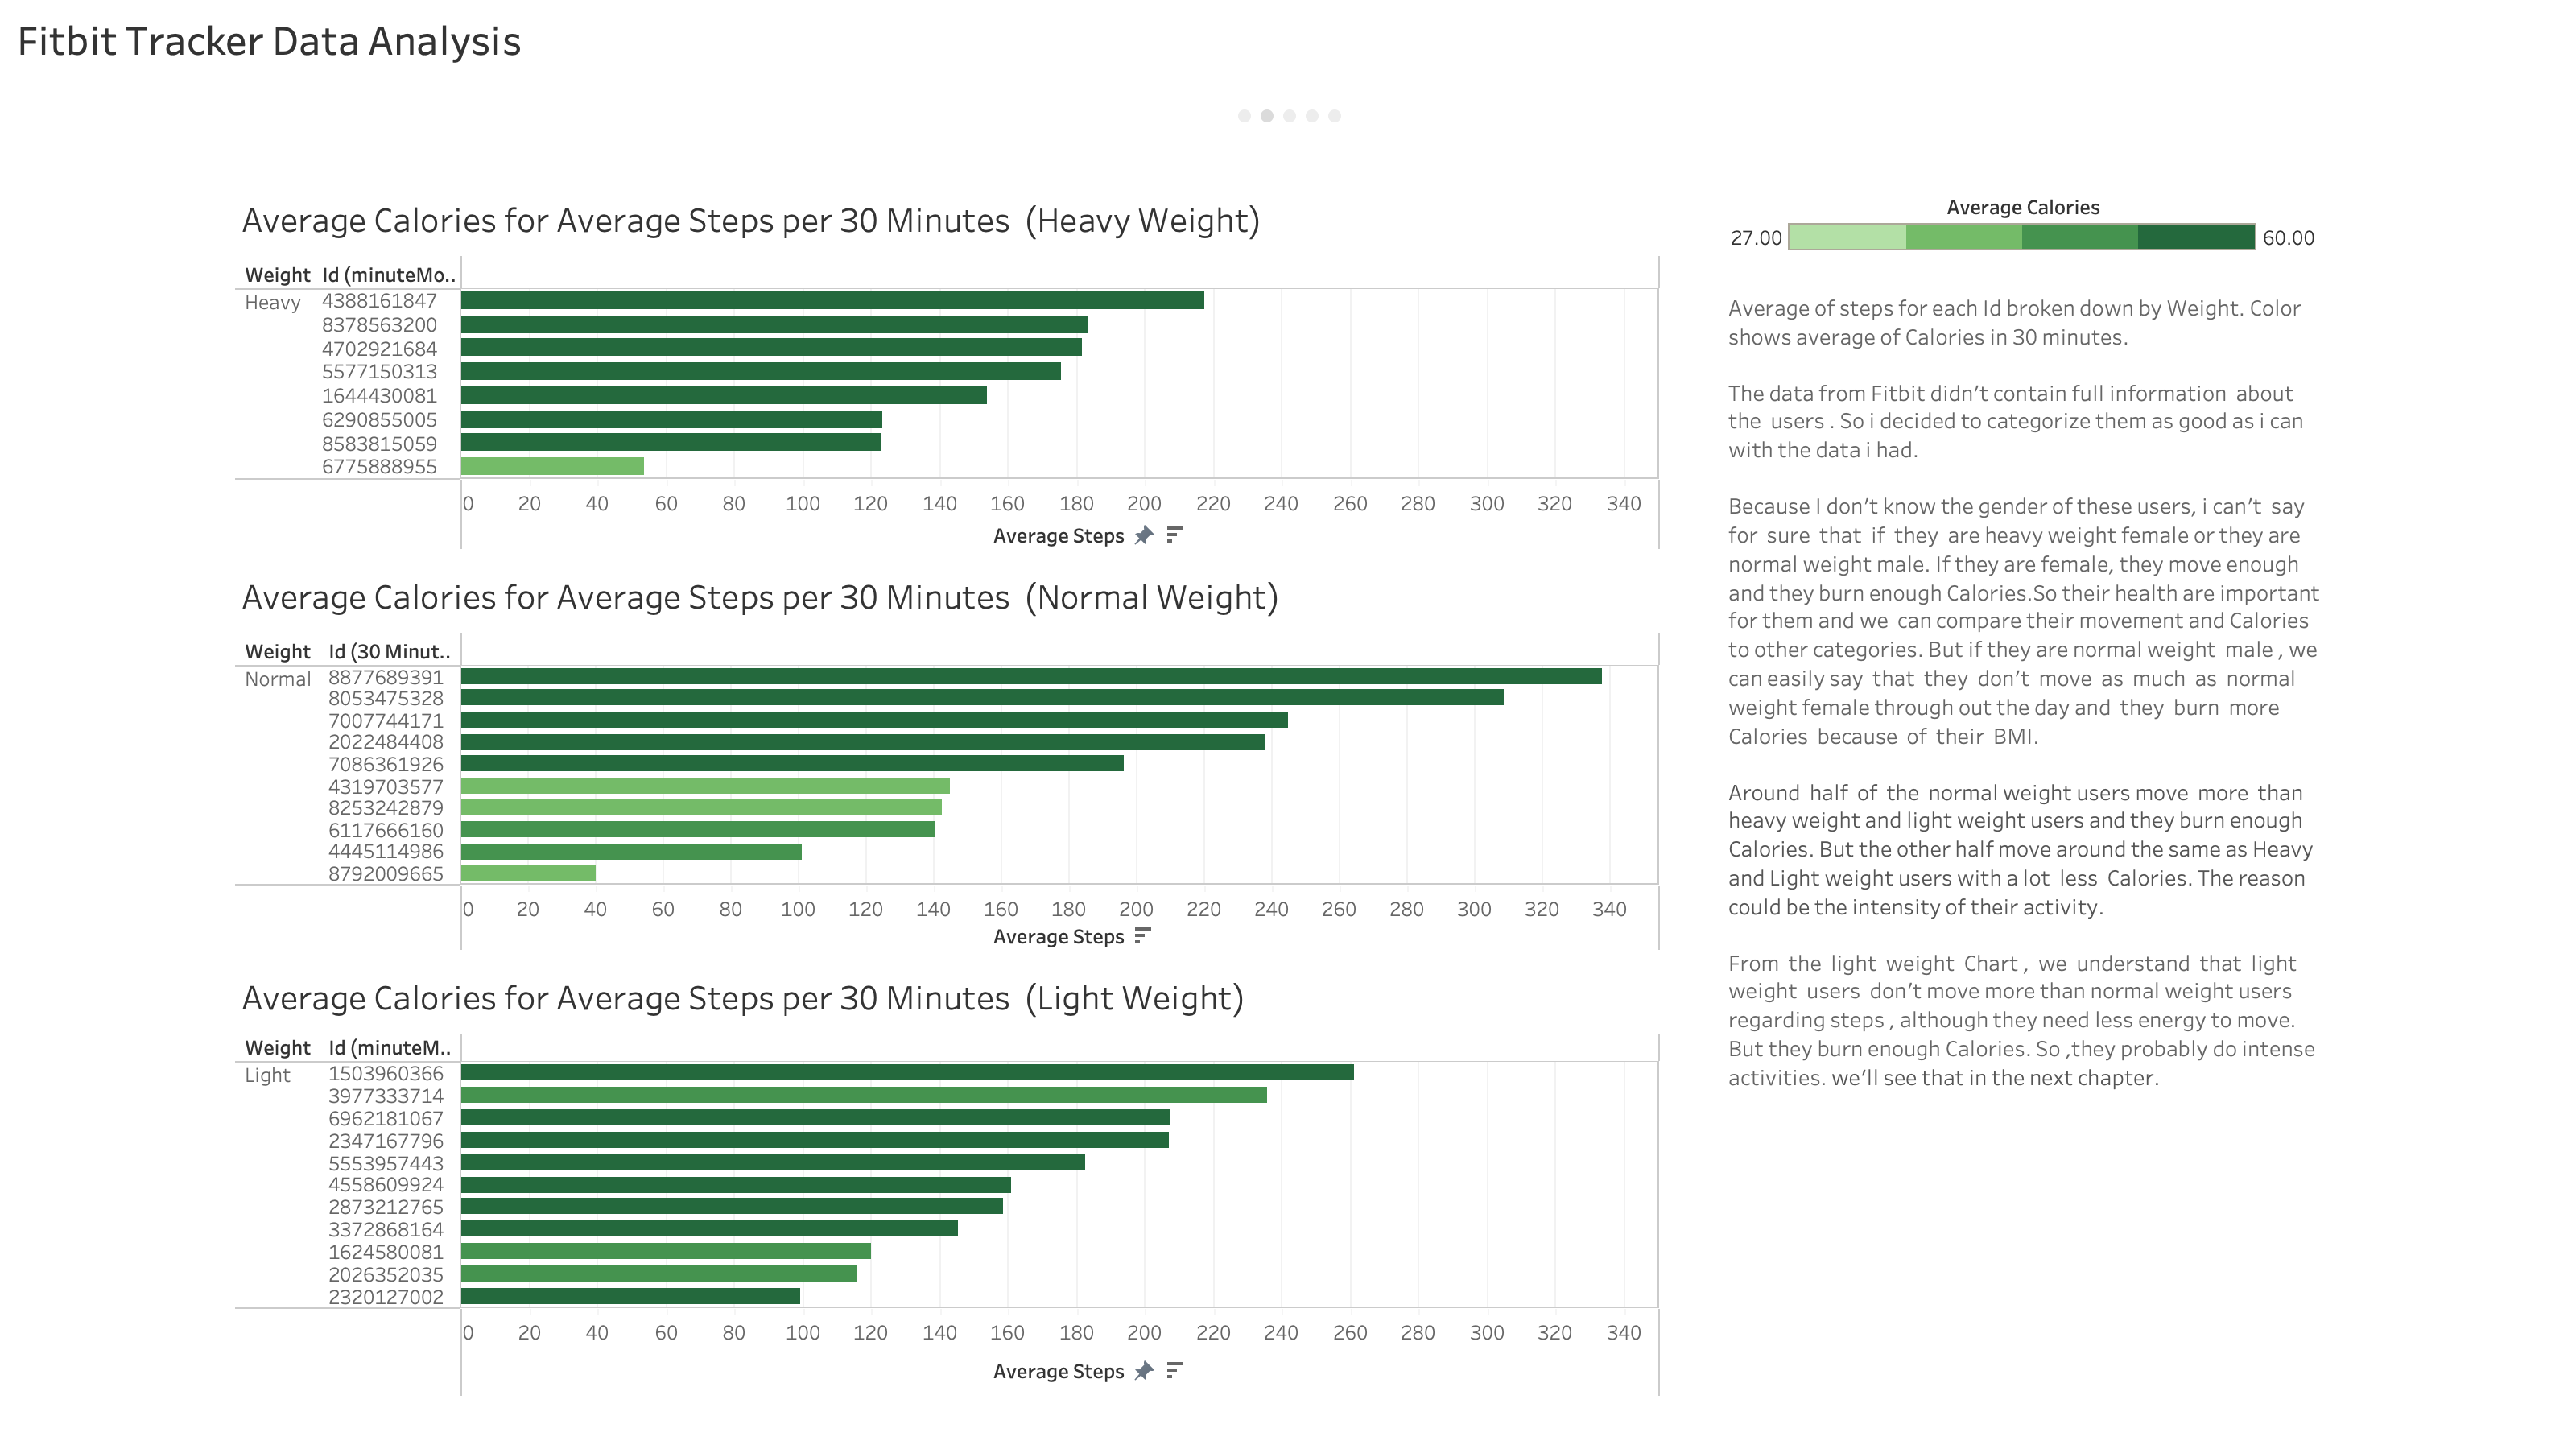 Fitbit Tracker Data Analysis
Average Calories for Average Steps per 30 Minutes (Heavy Weight)
Weight Id (minuteMo..
Heavy 4388161847
8378563200
4702921684
5577150313
1644430081
6290855005
8583815059
6775888955
0 20 40 60 80 100 120 140 160 180 200 220 240 260 280 300 320 340
Average Steps
Average Calories for Average Steps per 30 Minutes (Normal Weight)
Weight Id (30 Minut..
Normal 8877689391
8053475328
7007744171
2022484408
7086361926
4319703577
8253242879
6117666160
4445114986
8792009665
0 20 40 60 80 100 120 140 160 180 200 220 240 260 280 300 320 340
Average Steps
Average Calories for Average Steps per 30 Minutes (Light Weight)
Weight Id (minuteM..
Light 1503960366
3977333714
6962181067
2347167796
5553957443
4558609924
2873212765
3372868164
1624580081
2026352035
2320127002
0 20 40 60 80 100 120 140 160 180 200 220 240 260 280 300 320 340
Average Steps
Average Calories
27.00 60.00
Average of steps for each Id broken down by Weight. Color
shows average of Calories in 30 minutes.
The data from Fitbit didn't contain full information about
the users . So i decided to categorize them as good as i can
with the data i had.
Because I don't know the gender of these users, i can't say
for sure that if they are heavy weight female or they are
normal weight male. If they are female, they move enough
and they burn enough Calories.So their health are important
for them and we can compare their movement and Calories
to other categories. But if they are normal weight male , we
can easily say that they don't move as much as normal
weight female through out the day and they burn more
Calories because of their BMI.
Around half of the normal weight users move more than
heavy weight and light weight users and they burn enough
Calories. But the other half move around the same as Heavy
and Light weight users with a lot less Calories. The reason
could be the intensity of their activity.
From the light weight Chart , we understand that light
weight users don't move more than normal weight users
regarding steps , although they need less energy to move.
But they burn enough Calories. So ,they probably do intense
activities. we'll see that in the next chapter.